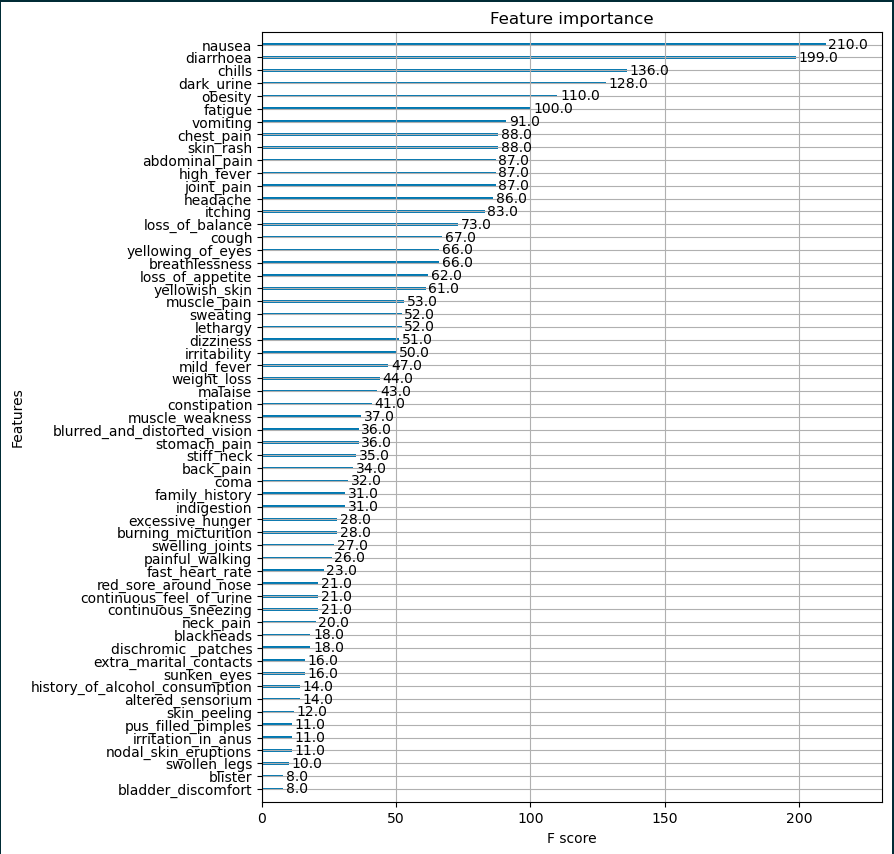 Feature importance
nausea 210.0
diarrhoea 199.0
chills 136.0
dark_urine 128.0
obesity 110.0
fatigue 100.0
vomiting 91.0
chest_pain 88.0
skin_rash 88.0
abdominal_pain 87.0
high_fever 87.0
joint_pain 87.0
headache 86.0
itching 83.0
loss_of_balance 73.0
cough 67.0
yellowing_of_eyes 66.0
breathlessness 66.0
loss_of_appetite 62.0
yellowish_skin 61.0
muscle_pain 53.0
sweating 52.0
lethargy 52.0
dizziness 51.0
irritability 50.0
mild_fever 47.0
weight_loss 44.0
malaise 43.0
constipation 41.0
muscle_weakness 37.0
blurred_and_distorted_vision 36.0
stomach_pain 36.0
stiff_neck 35.0
back_pain 34.0
coma 32.0
family_history 31.0
indigestion 31.0
excessive_hunger 28.0
burning_micturition 28.0
swelling_joints 27.0
painful_walking 26.0
fast_heart_rate 23.0
red_sore_around_nose 21.0
continuous_feel_of_urine 21.0
continuous_sneezing 21.0
neck_pain 20.0
blackheads 18.0
dischromic _patches 18.0
extra_marital_contacts 16.0
sunken_eyes 16.0
history_of_alcohol_consumption 14.0
altered_sensorium 14.0
skin_peeling 12.0
pus_filled_pimples 11.0
irritation_in_anus 11.0
nodal_skin_eruptions 11.0
swollen_legs 10.0
blister 8.0
bladder_discomfort 8.0
Features
0 50 100 150 200
F score